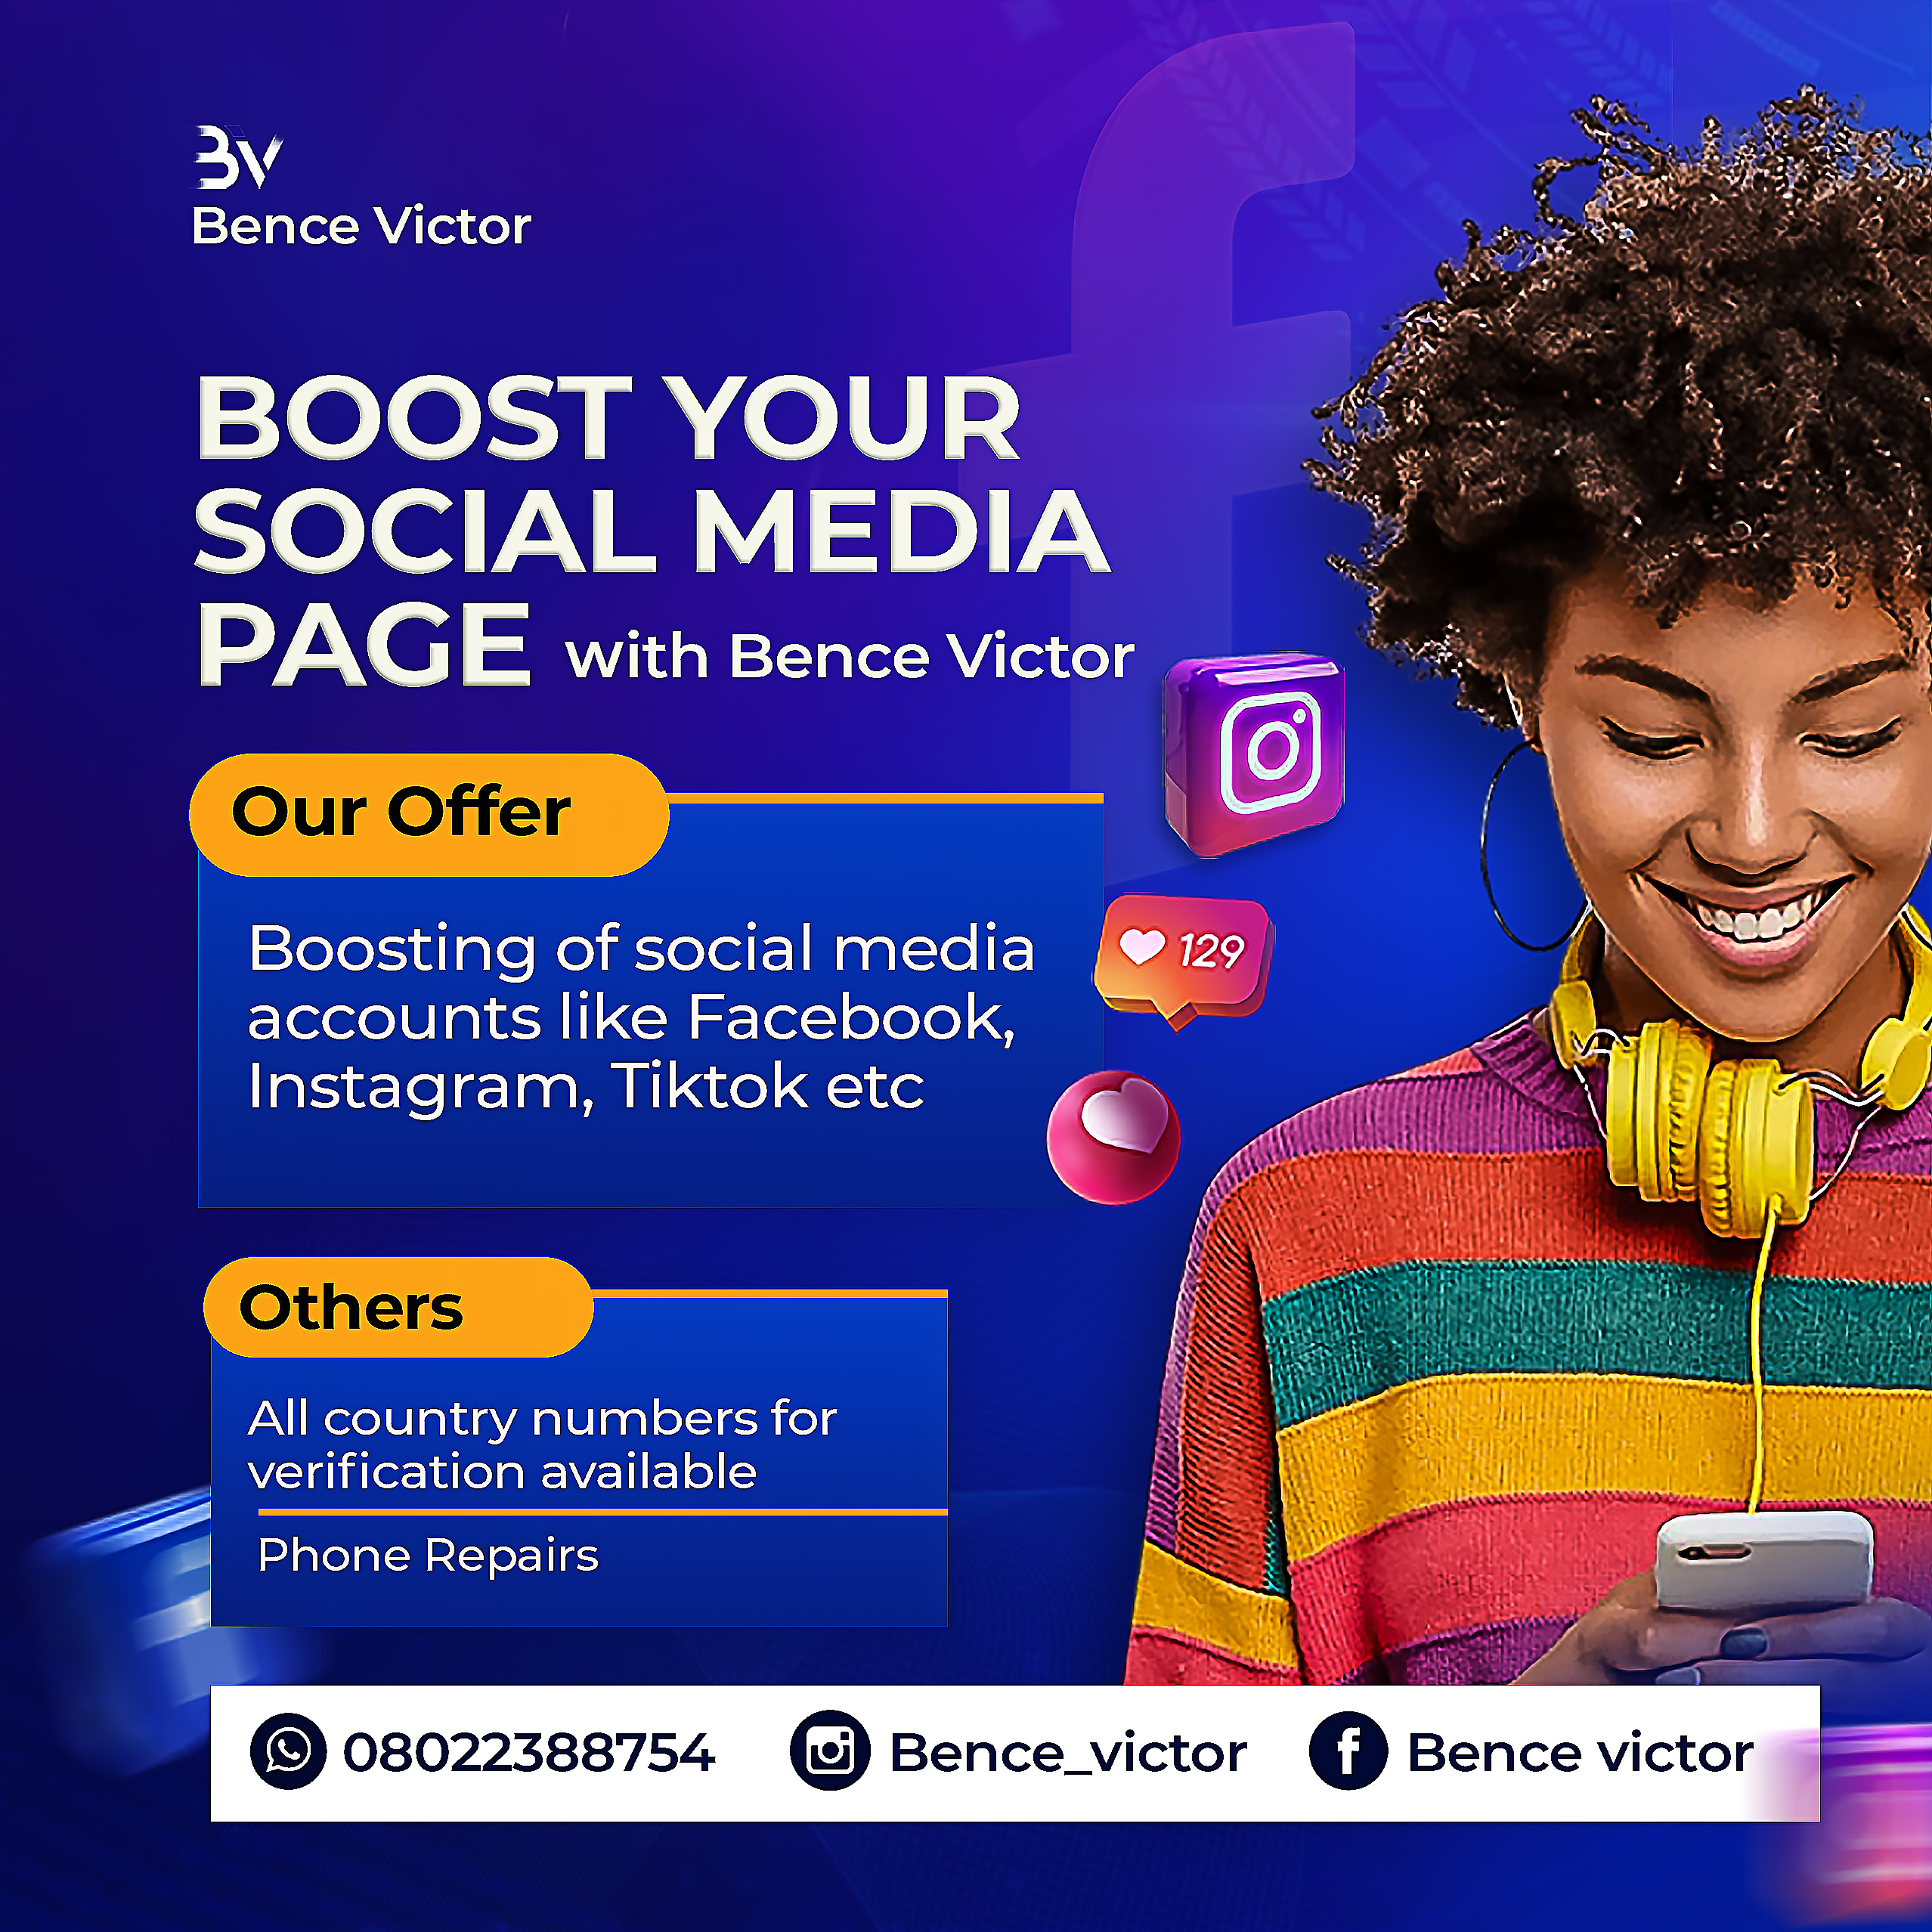 BV
Bence Victor
BOOST YOUR
SOCIAL MEDIA
PAGE with Bence Victor
Our Offer
Boosting of social media
accounts like Facebook,
Instagram, Tiktok etc
129
Others
All country numbers for
verification available
Phone Repairs
08022388754 Bence_victor Bence victor